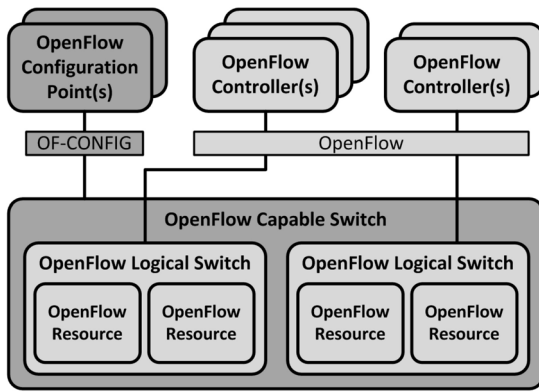 OpenFlow
Configuration
Point(s)
OpenFlow
Controller(s)
OpenFlow
Controller(s)
OF-CONFIG
OpenFlow
OpenFlow Capable Switch
OpenFlow Logical Switch
OpenFlow
Resource
OpenFlow
Resource
OpenFlow Logical Switch
OpenFlow
Resource
OpenFlow
Resource